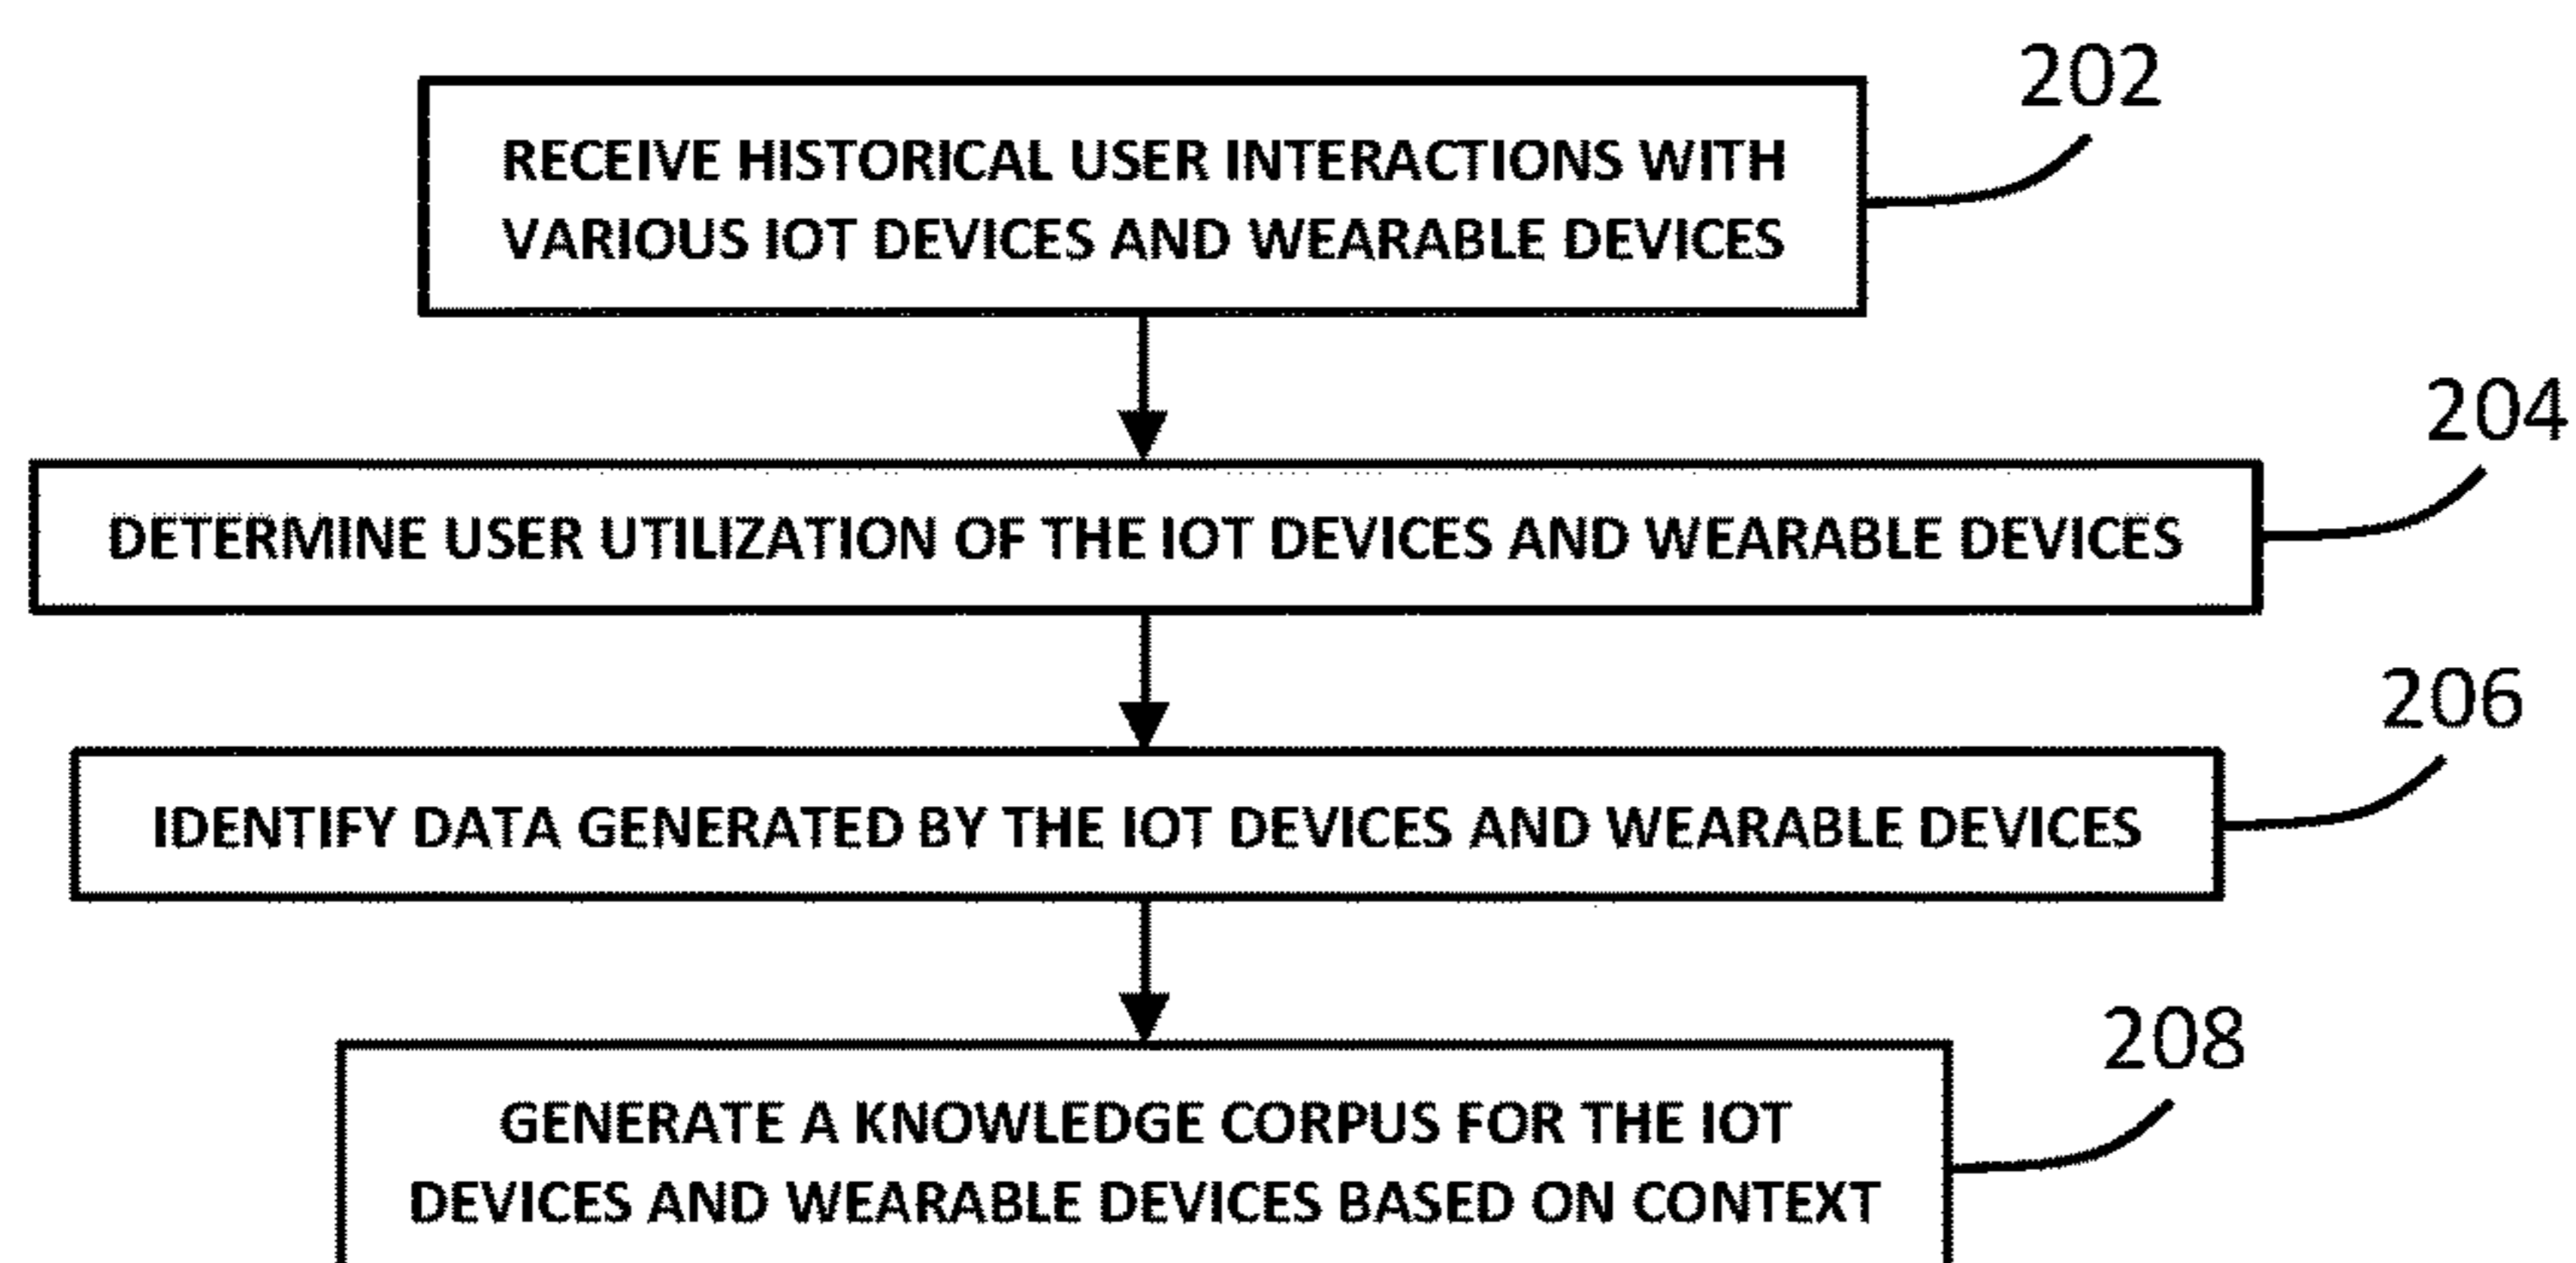 202
RECEIVE HISTORICAL USER INTERACTIONS WITH
VARIOUS IOT DEVICES AND WEARABLE DEVICES
204
DETERMINE USER UTILIZATION OF THE IOT DEVICES AND WEARABLE DEVICES
206
IDENTIFY DATA GENERATED BY THE IOT DEVICES AND WEARABLE DEVICES
208
GENERATE A KNOWLEDGE CORPUS FOR THE IOT
DEVICES AND WEARABLE DEVICES BASED ON CONTEXT